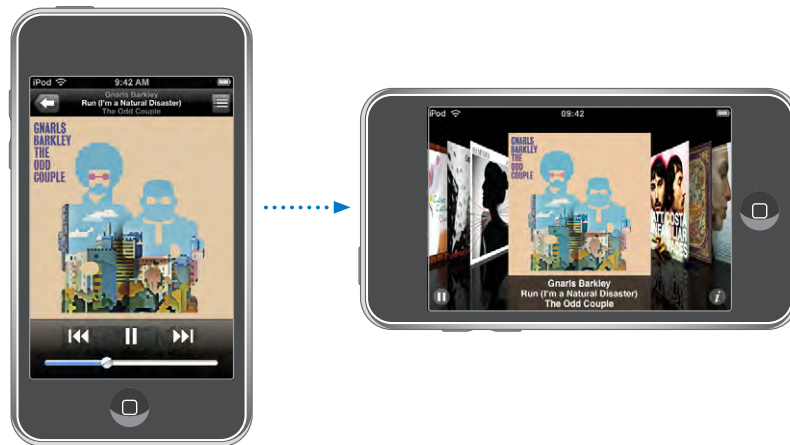 iPod 9:42 AM
Gnarls Barkley
Run (I'm a Natural Disaster)
The Odd Couple
GNARLS
BARKLEY
THE
ODD
COUPLE
iPod 09:42
GNARLS
BARKLEY
THE
ODD
COUPLE
Gnarls Barkley
Run (I'm a Natural Disaster)
The Odd Couple
i